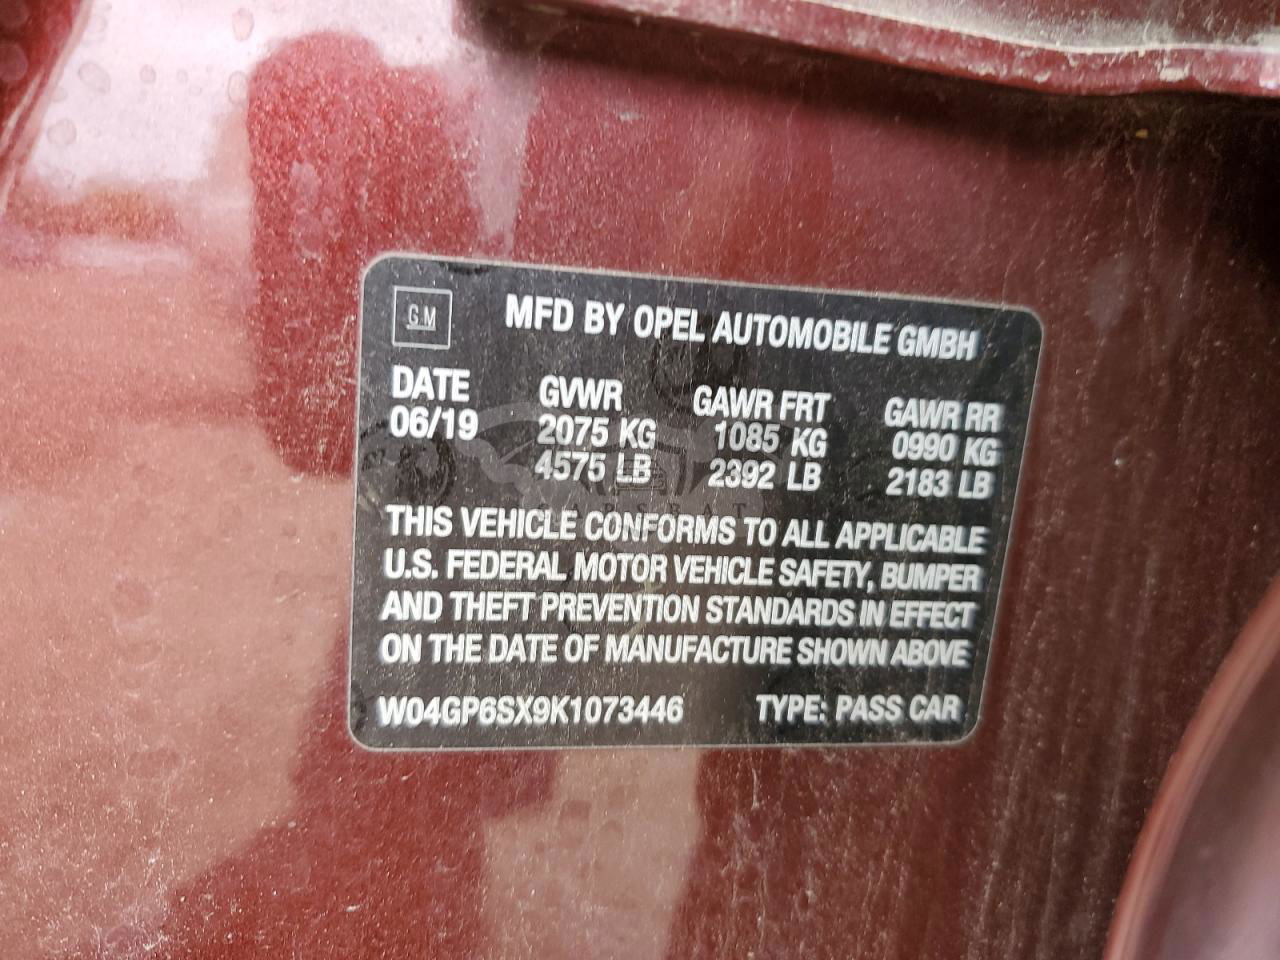 GM
MFD BY OPEL AUTOMOBILE GMBH
DATE GVWR GAWR FRT GAWR RR
06/19 2075 KG 1085 KG 0990 KG
4575 LB 2392 LB 2183 LB
THIS VEHICLE CONFORMS TO ALL APPLICABLE
U.S. FEDERAL MOTOR VEHICLE SAFETY, BUMPER
AND THEFT PREVENTION STANDARDS IN EFFECT
ON THE DATE OF MANUFACTURE SHOWN ABOVE
W04GP6SX9K1073446 TYPE: PASS CAR